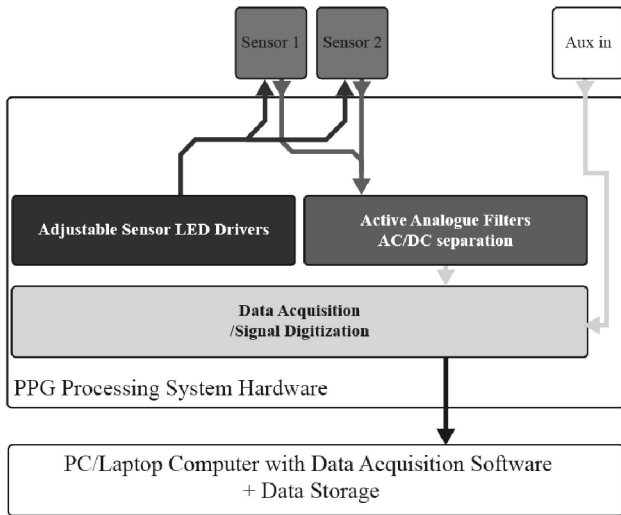 Sensor 1
Sensor 2
Aux in
Adjustable Sensor LED Drivers
Active Analogue Filters
AC/DC separation
Data Acquisition
/Signal Digitization
PPG Processing System Hardware
PC/Laptop Computer with Data Acquisition Software
+ Data Storage